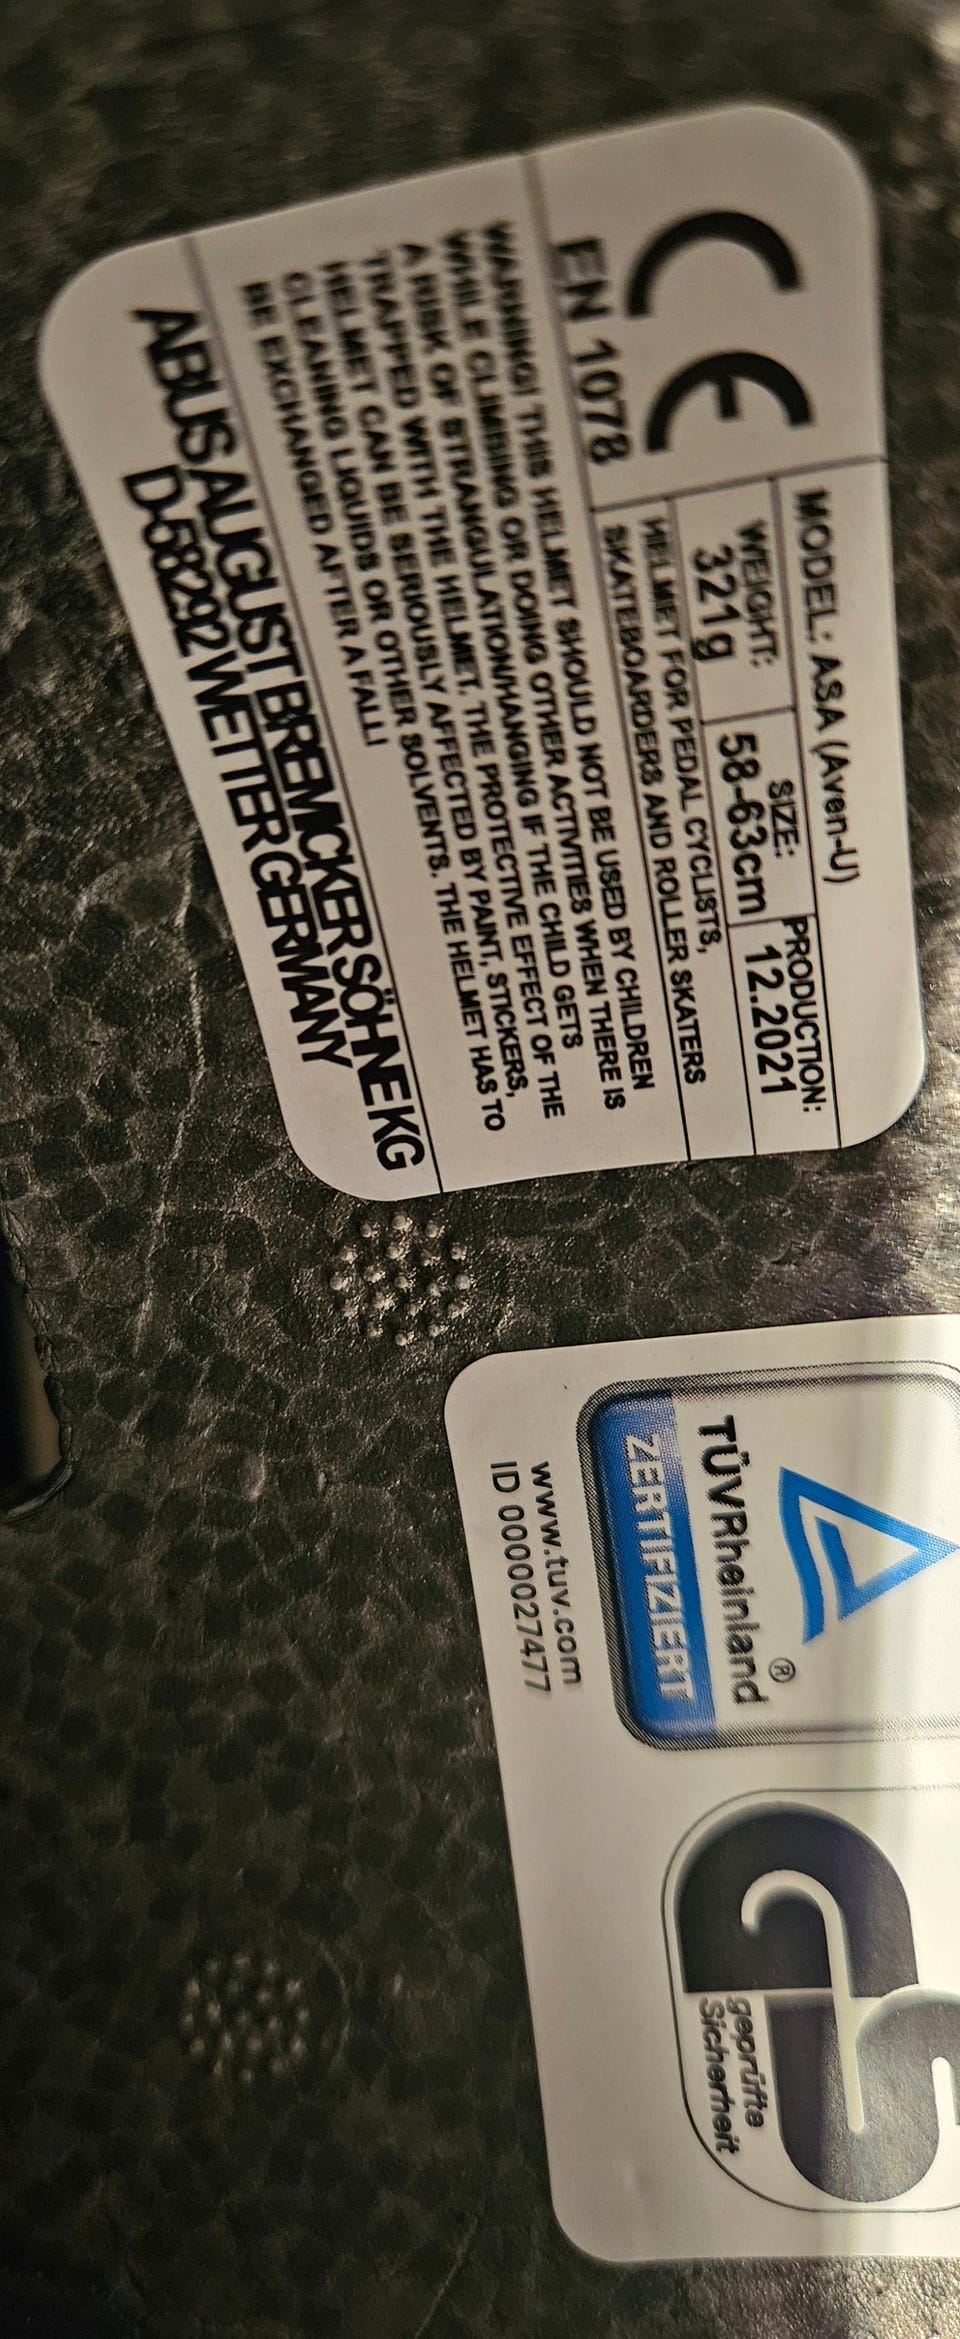 CE
EN 1078
MODEL: ASA (Aven-U)
WEIGHT:
321g
SIZE:
58-63cm
PRODUCTION:
12.2021
HELMET FOR PEDAL CYCLISTS,
SKATEBOARDERS AND ROLLER SKATERS
WARNING! THIS HELMET SHOULD NOT BE USED BY CHILDREN
WHILE CLIMBING OR DOING OTHER ACTIVITIES WHEN THERE IS
A RISK OF STRANGULATION/HANGING IF THE CHILD GETS
TRAPPED WITH THE HELMET. THE PROTECTIVE EFFECT OF THE
HELMET CAN BE SERIOUSLY AFFECTED BY PAINT, STICKERS,
CLEANING LIQUIDS OR OTHER SOLVENTS. THE HELMET HAS TO
BE EXCHANGED AFTER A FALL!
ABUS AUGUST BREMICKER SÖHNE KG
D-58292 WETTER GERMANY
TÜVRheinland®
ZERTIFIZIERT
www.tuv.com
ID 0000027477
GS
geprüfte
Sicherheit